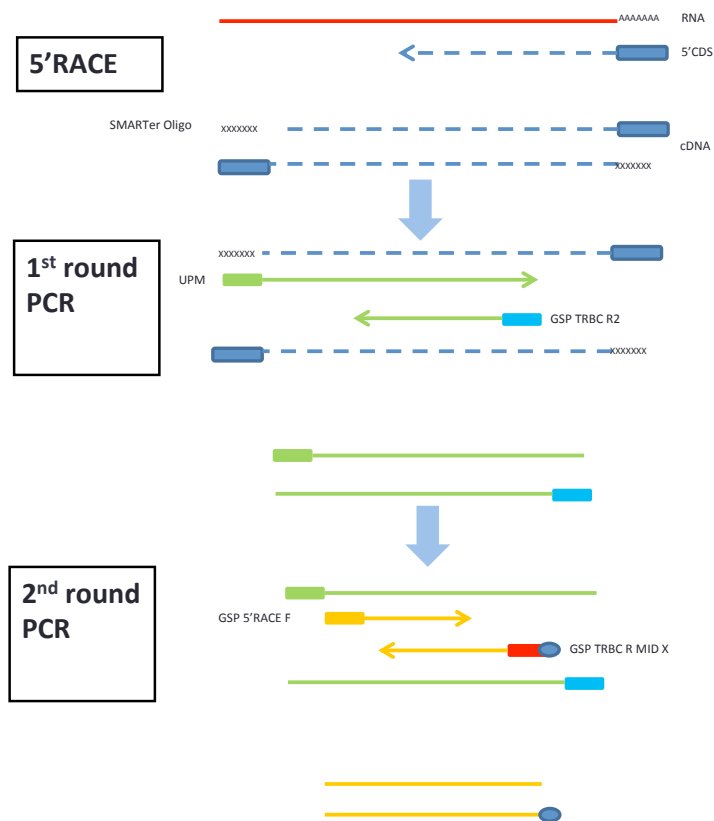 AAAAAAA RNA
5'RACE
5'CDS
SMARTer Oligo xxxxxxx
cDNA
xxxxxxx
1st round
PCR
xxxxxxx
UPM
GSP TRBC R2
xxxxxxx
2nd round
PCR
GSP 5'RACE F
GSP TRBC R MID X